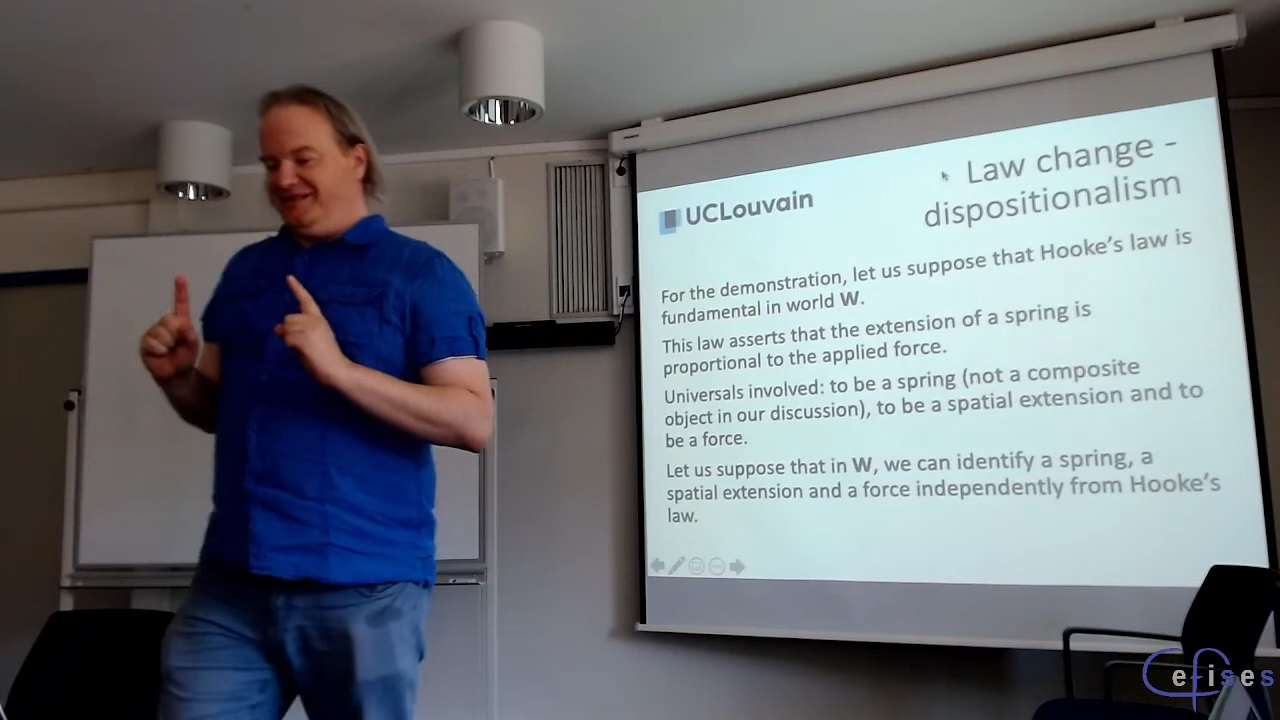 UCLouvain
Law change -
dispositionalism
For the demonstration, let us suppose that Hooke's law is
fundamental in world W.
This law asserts that the extension of a spring is
proportional to the applied force.
Universals involved: to be a spring (not a composite
object in our discussion), to be a spatial extension and to
be a force.
Let us suppose that in W, we can identify a spring, a
spatial extension and a force independently from Hooke's
law.
Cefises